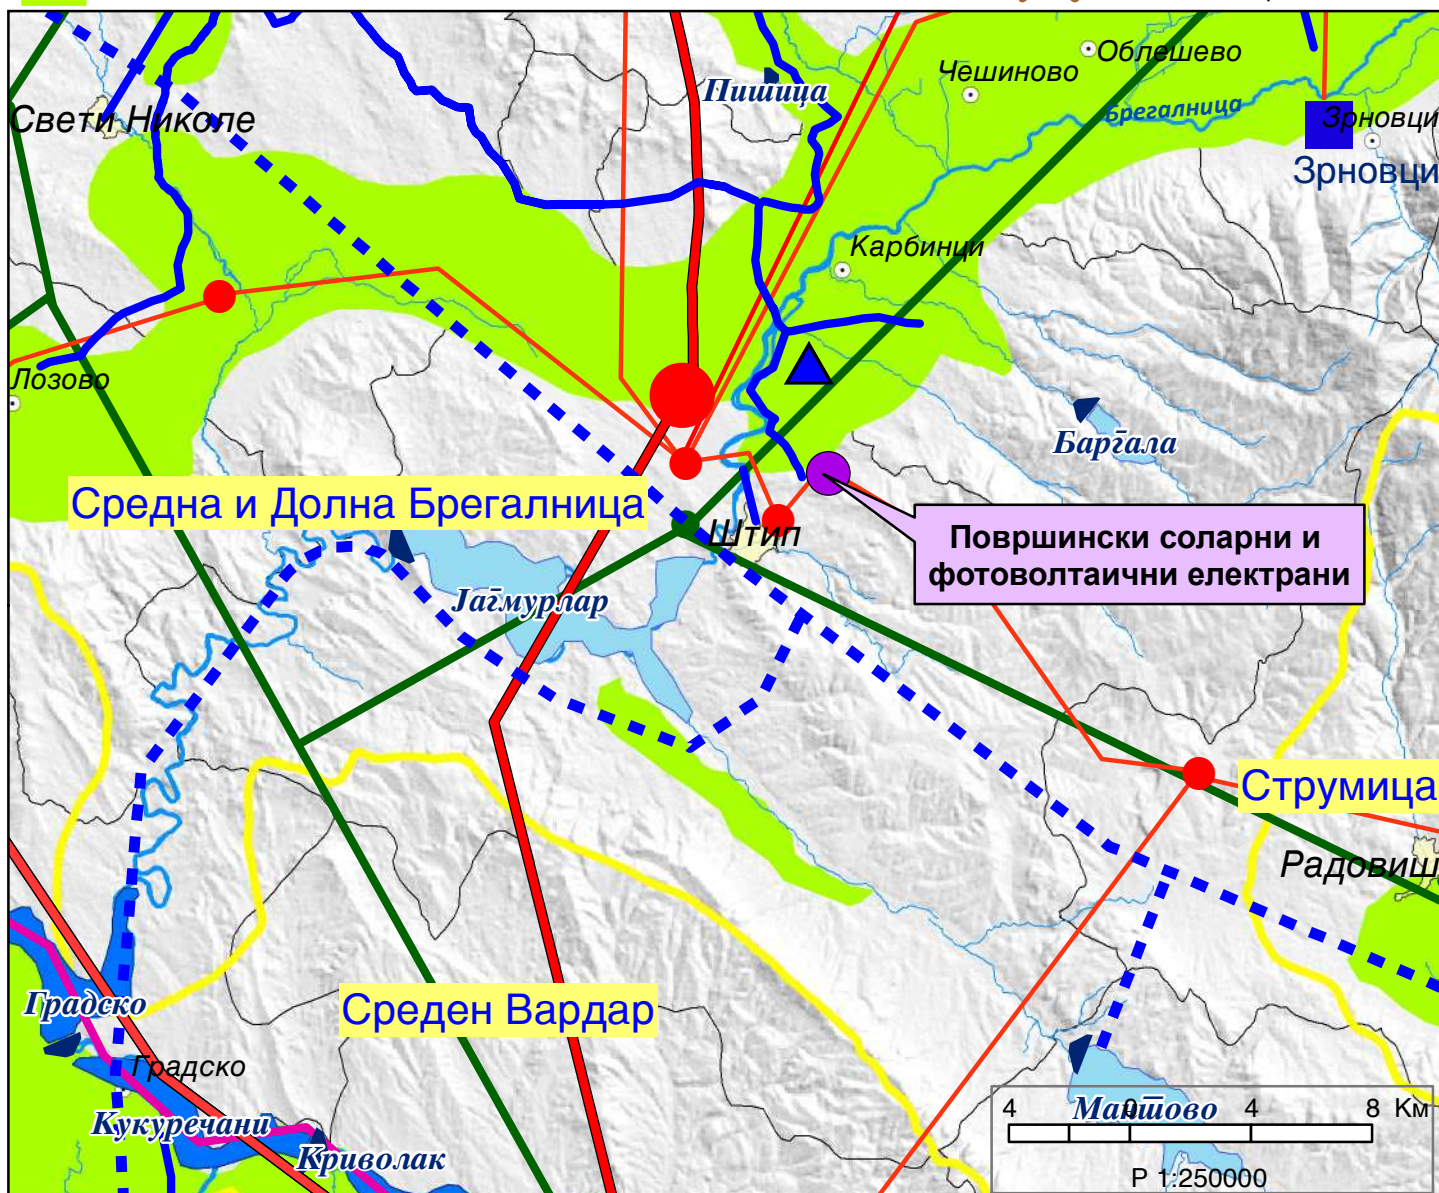 Облешево
Чешиново
Пишица
Брегалница
Свети Николе
Зрновци
Зрновци
Карбинци
Лозово
Баргала
Средна и Долна Брегалница
Штип
Површински соларни и
фотоволтаични електрани
Јагмурлар
Струмица
Радовиш
Градско
Среден Вардар
Градско
Кукуречани
Криволак
Мантово
4 0 4 8 Км
Р 1:250000